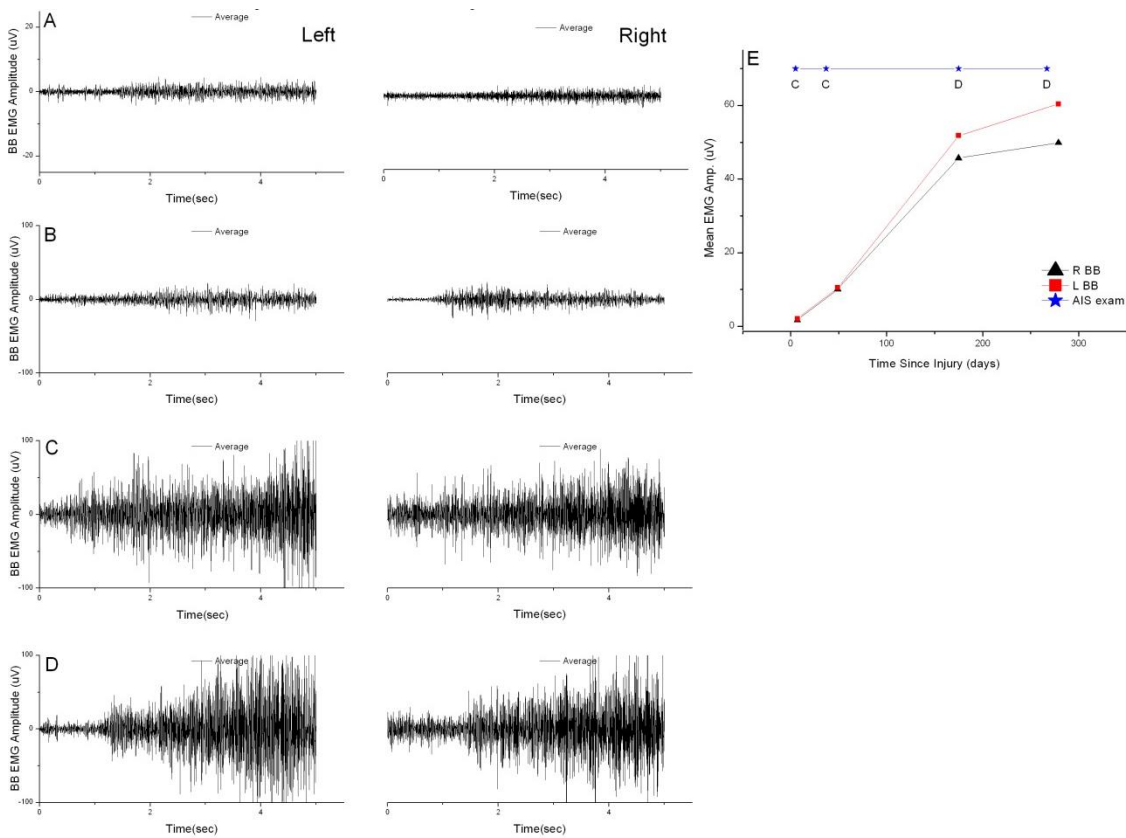 A
Average
Left
BB EMG Amplitude (uV)
20
0
-20
0
2
4
Time(sec)
Average
Right
0
2
4
Time(sec)
B
Average
BB EMG Amplitude (uV)
100
0
-100
0
2
4
Time(sec)
Average
0
2
4
Time(sec)
C
Average
BB EMG Amplitude (uV)
100
0
-100
0
2
4
Time(sec)
Average
0
2
4
Time(sec)
D
Average
BB EMG Amplitude (uV)
100
0
-100
0
2
4
Time(sec)
Average
0
2
4
Time(sec)
E
C
C
D
D
Mean EMG Amp. (uV)
60
40
20
0
R BB
L BB
AIS exam
0
100
200
300
Time Since Injury (days)